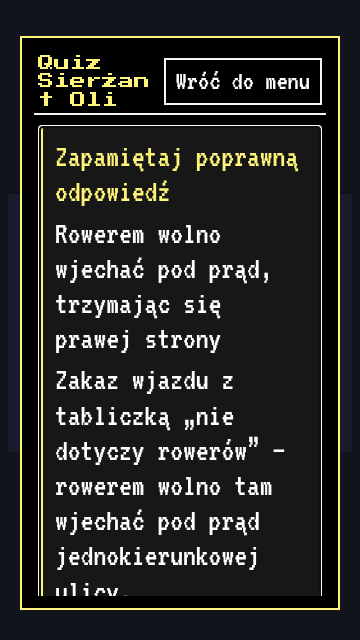 Quiz
Sierżan
t Oli
Wróć do menu
Zapamiętaj poprawną
odpowiedź
Rowerem wolno
wjechać pod prąd,
trzymając się
prawej strony
Zakaz wjazdu z
tabliczką „nie
dotyczy rowerów” –
rowerem wolno tam
wjechać pod prąd
jednokierunkowej
ulicy.